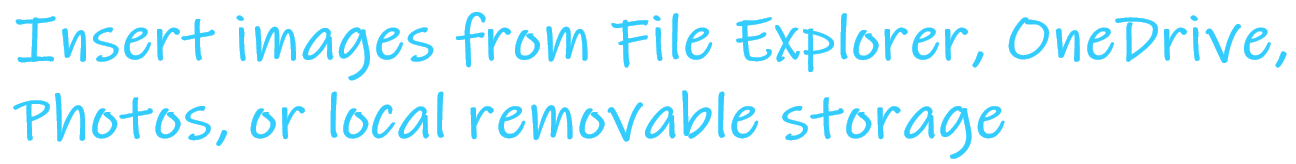 Insert images from File Explorer, OneDrive,
Photos, or local removable storage